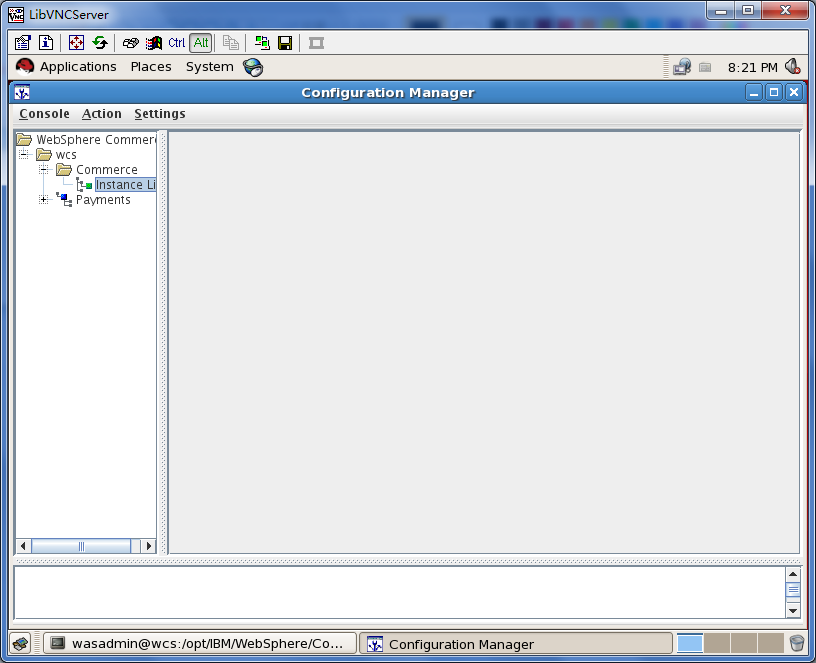 LibVNCServer
Ctrl Alt
Applications Places System 8:21 PM
Configuration Manager
Console Action Settings
WebSphere Commer
wcs
Commerce
Instance Li
Payments
wasadmin@wcs:/opt/IBM/WebSphere/Co... Configuration Manager